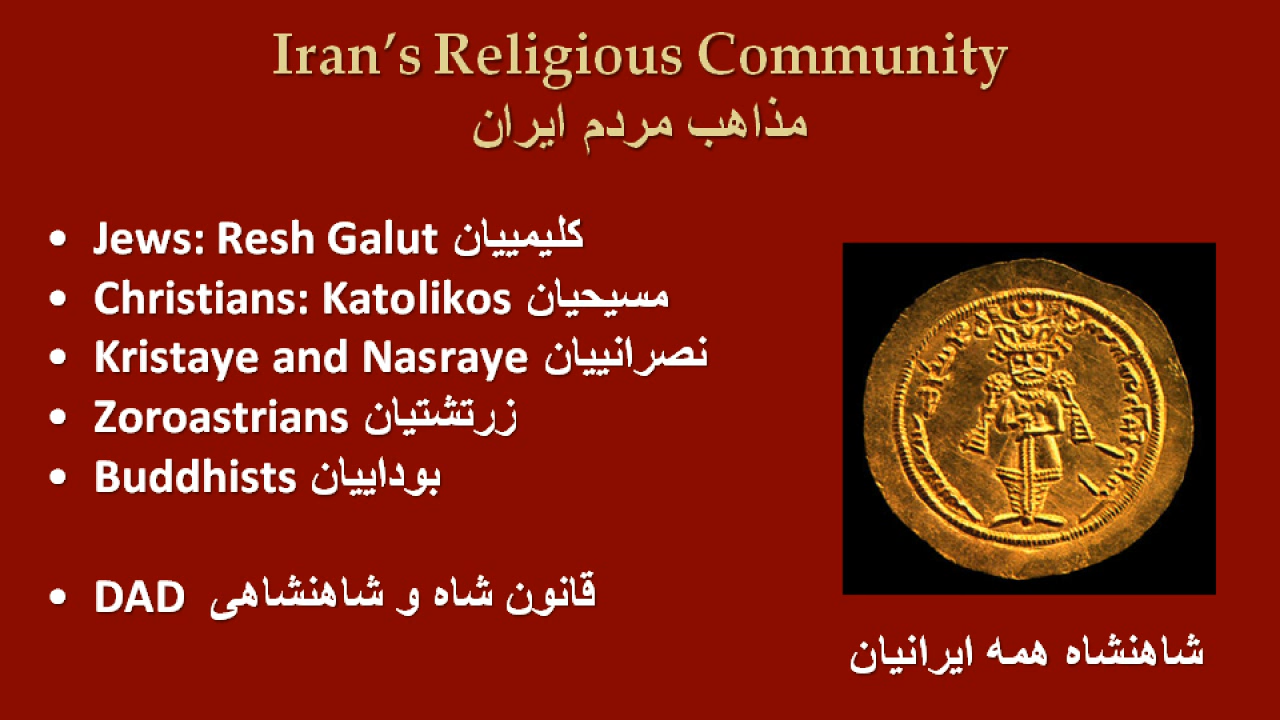 Iran’s Religious Community
مذاهب مردم ایران
• Jews: Resh Galut کلیمییان
• Christians: Katolikos مسیحیان
• Kristaye and Nasraye نصرانییان
• Zoroastrians زرتشتیان
• Buddhists بوداییان
• DAD قانون شاه و شاهنشاهی
شاهنشاه همه ایرانیان